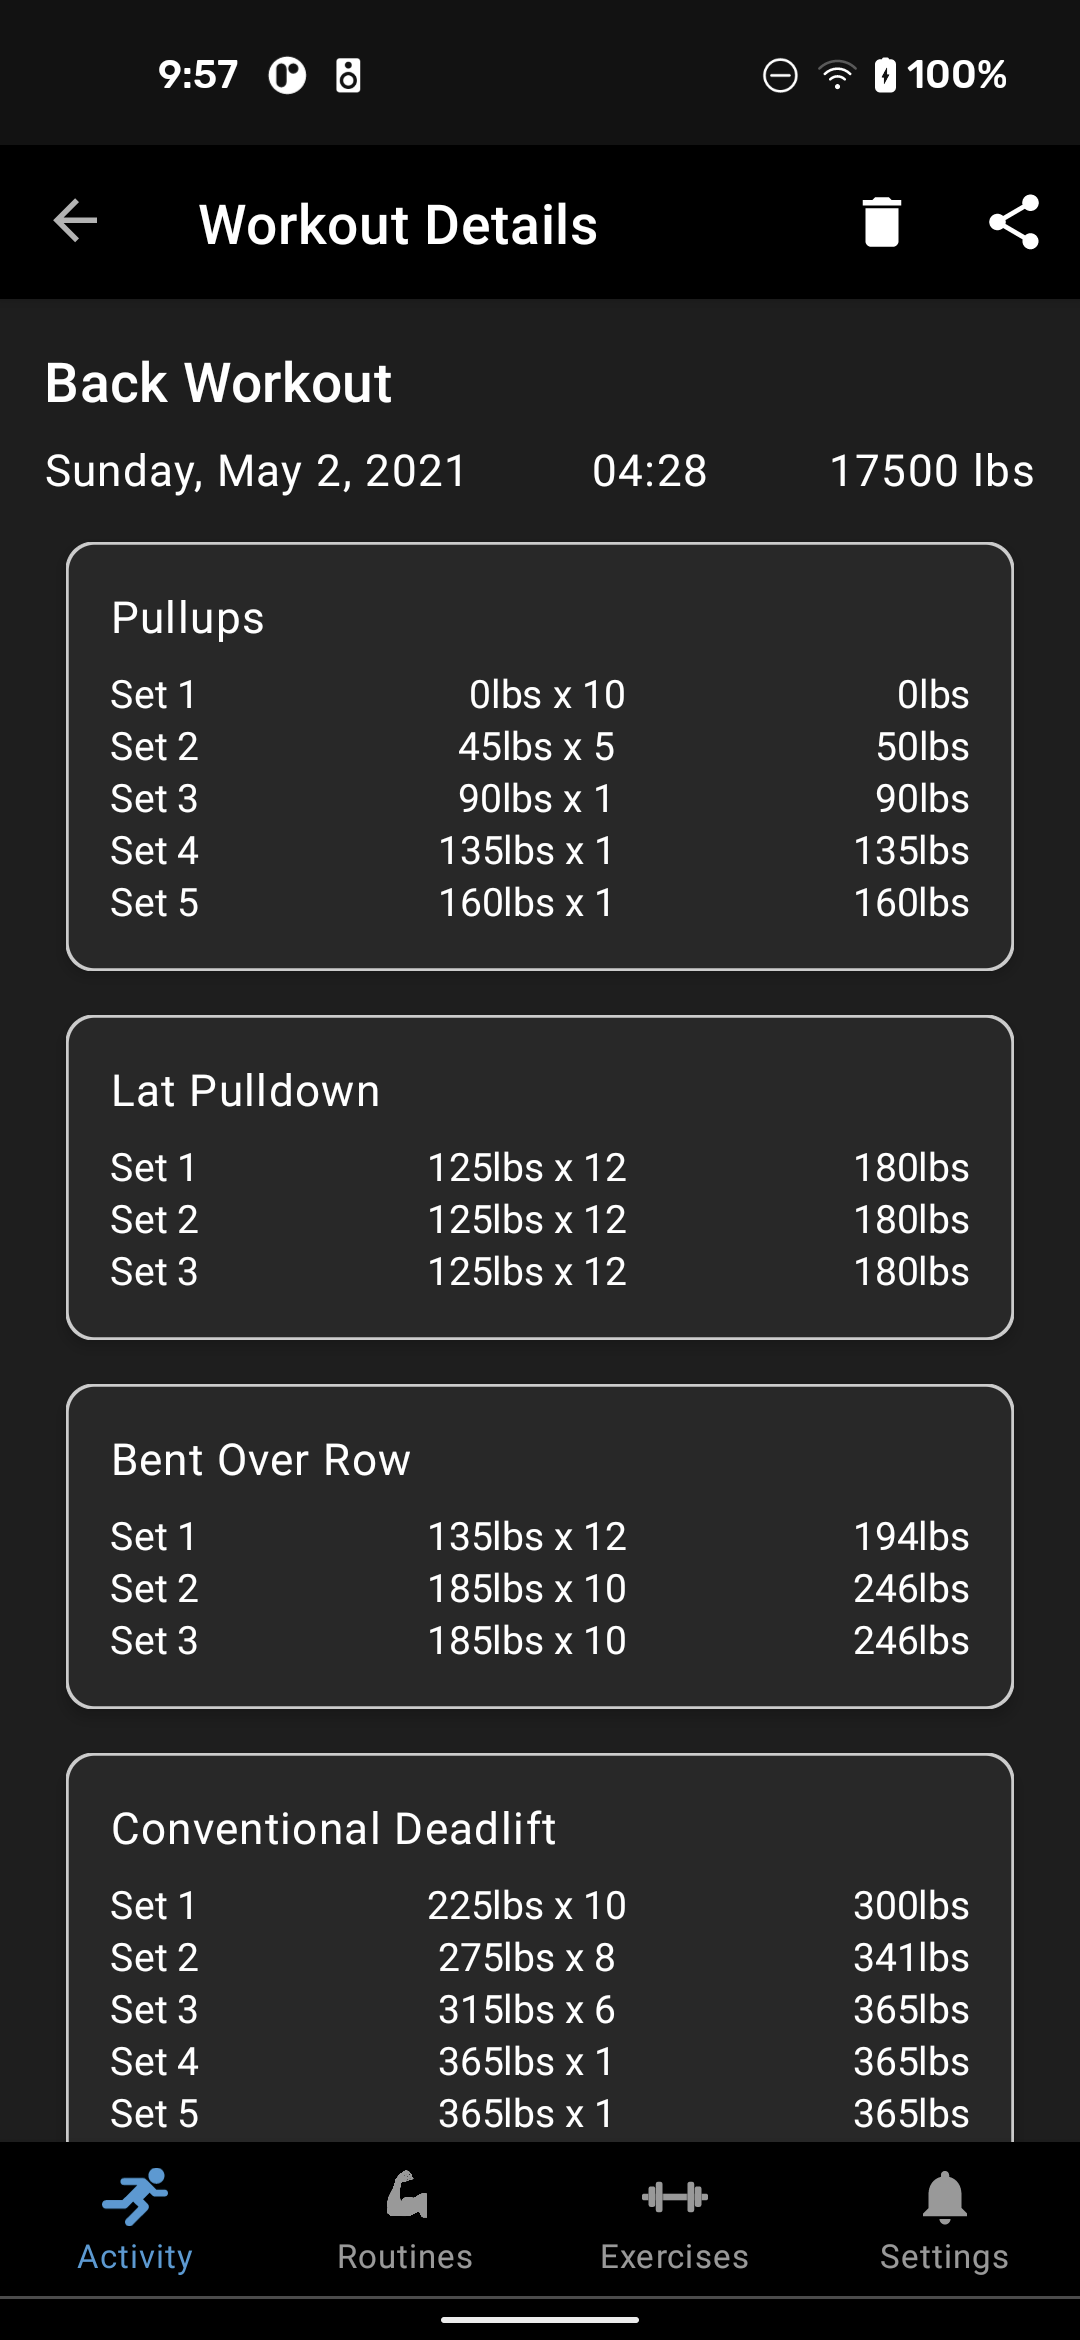 9:57 100%
Workout Details
Back Workout
Sunday, May 2, 2021 04:28 17500 lbs
Pullups
Set 1 0lbs x 10 0lbs
Set 2 45lbs x 5 50lbs
Set 3 90lbs x 1 90lbs
Set 4 135lbs x 1 135lbs
Set 5 160lbs x 1 160lbs
Lat Pulldown
Set 1 125lbs x 12 180lbs
Set 2 125lbs x 12 180lbs
Set 3 125lbs x 12 180lbs
Bent Over Row
Set 1 135lbs x 12 194lbs
Set 2 185lbs x 10 246lbs
Set 3 185lbs x 10 246lbs
Conventional Deadlift
Set 1 225lbs x 10 300lbs
Set 2 275lbs x 8 341lbs
Set 3 315lbs x 6 365lbs
Set 4 365lbs x 1 365lbs
Set 5 365lbs x 1 365lbs
Activity Routines Exercises Settings